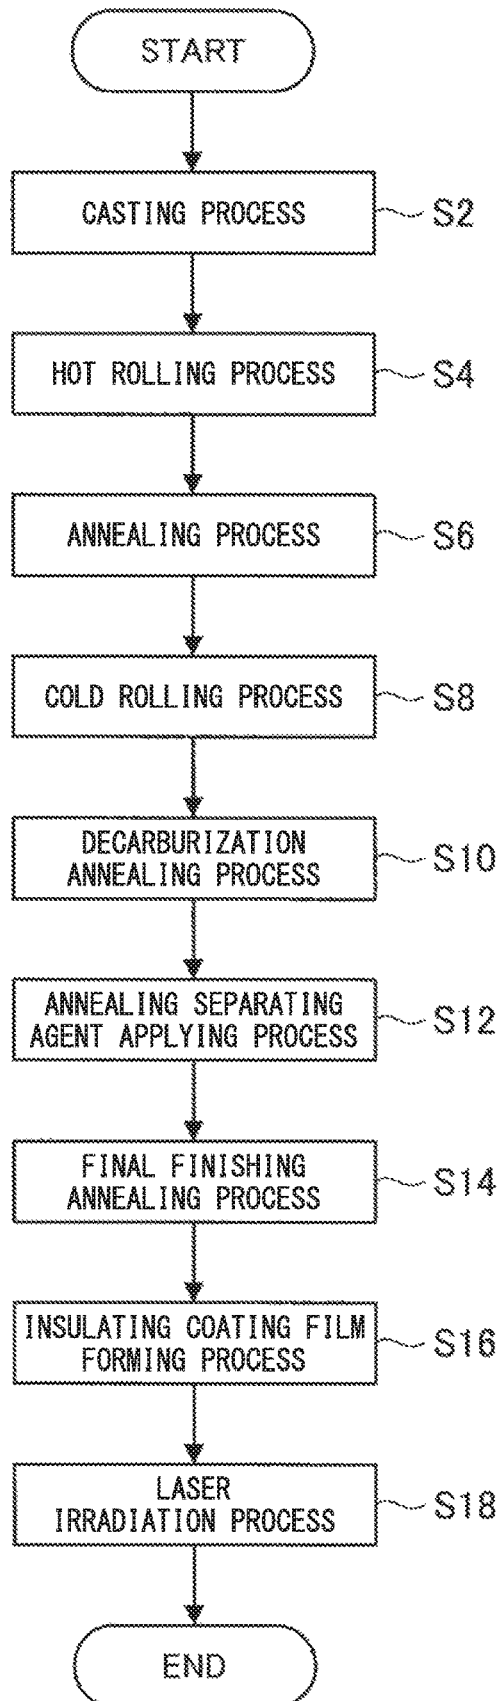 START
CASTING PROCESS
S2
HOT ROLLING PROCESS
S4
ANNEALING PROCESS
S6
COLD ROLLING PROCESS
S8
DECARBURIZATION
ANNEALING PROCESS
S10
ANNEALING SEPARATING
AGENT APPLYING PROCESS
S12
FINAL FINISHING
ANNEALING PROCESS
S14
INSULATING COATING FILM
FORMING PROCESS
S16
LASER
IRRADIATION PROCESS
S18
END